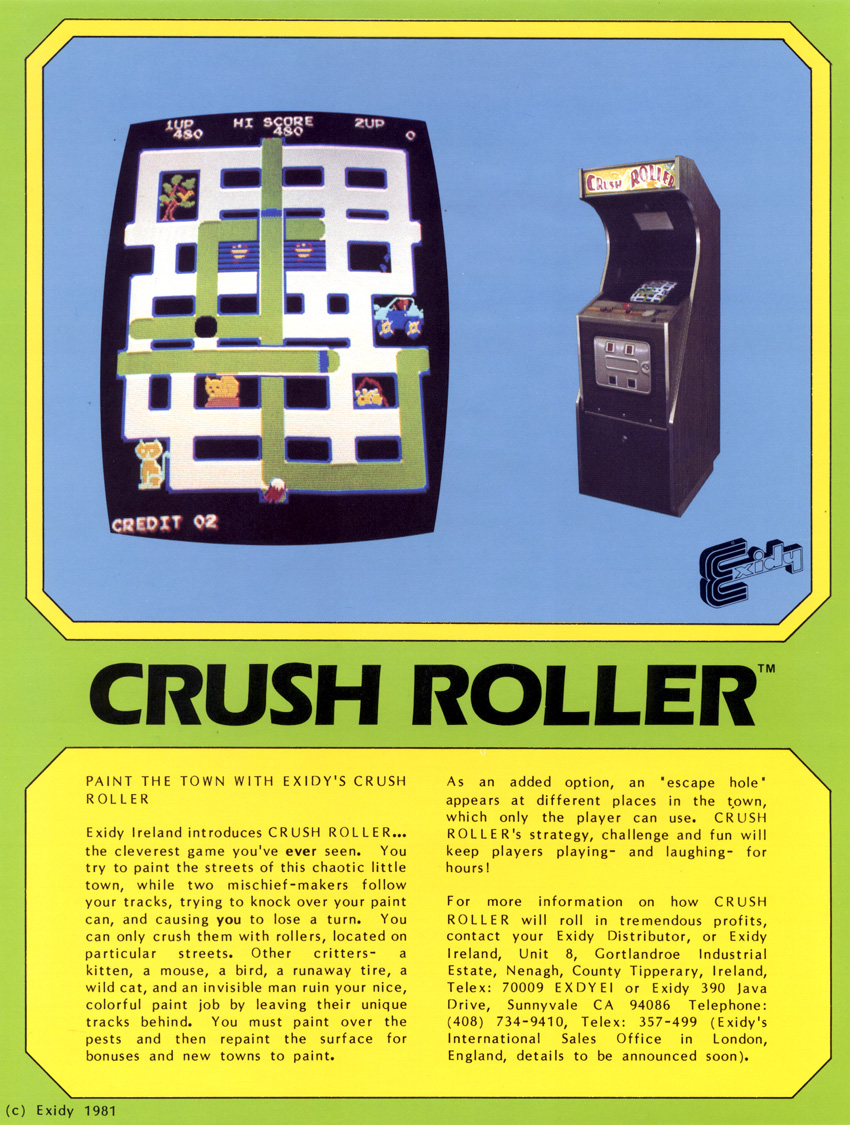 1UP HI SCORE 2UP
480 480 0
CREDIT 02
CRUSH ROLLER
Exidy
CRUSH ROLLER™
PAINT THE TOWN WITH EXIDY'S CRUSH
ROLLER
Exidy Ireland introduces CRUSH ROLLER...
the cleverest game you've ever seen. You
try to paint the streets of this chaotic little
town, while two mischief-makers follow
your tracks, trying to knock over your paint
can, and causing you to lose a turn. You
can only crush them with rollers, located on
particular streets. Other critters- a
kitten, a mouse, a bird, a runaway tire, a
wild cat, and an invisible man ruin your nice,
colorful paint job by leaving their unique
tracks behind. You must paint over the
pests and then repaint the surface for
bonuses and new towns to paint.
As an added option, an "escape hole"
appears at different places in the town,
which only the player can use. CRUSH
ROLLER's strategy, challenge and fun will
keep players playing- and laughing- for
hours!
For more information on how CRUSH
ROLLER will roll in tremendous profits,
contact your Exidy Distributor, or Exidy
Ireland, Unit 8, Gortlandroe Industrial
Estate, Nenagh, County Tipperary, Ireland,
Telex: 70009 EXDYEI or Exidy 390 Java
Drive, Sunnyvale CA 94086 Telephone:
(408) 734-9410, Telex: 357-499 (Exidy's
International Sales Office in London,
England, details to be announced soon).
(c) Exidy 1981